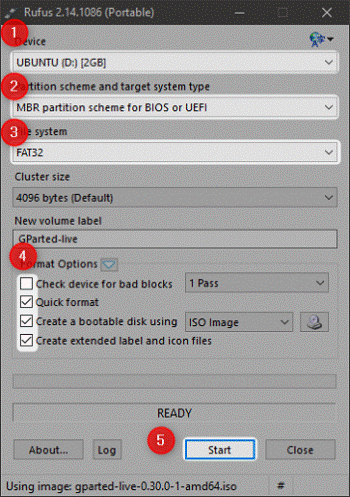 Rufus 2.14.1086 (Portable)
1
Device
UBUNTU (D:) [2GB]
2
Partition scheme and target system type
MBR partition scheme for BIOS or UEFI
3
File system
FAT32
Cluster size
4096 bytes (Default)
New volume label
GParted-live
4
Format Options
Check device for bad blocks 1 Pass
Quick format
Create a bootable disk using ISO Image
Create extended label and icon files
READY
5
About... Log Start Close
Using image: gparted-live-0.30.0-1-amd64.iso #